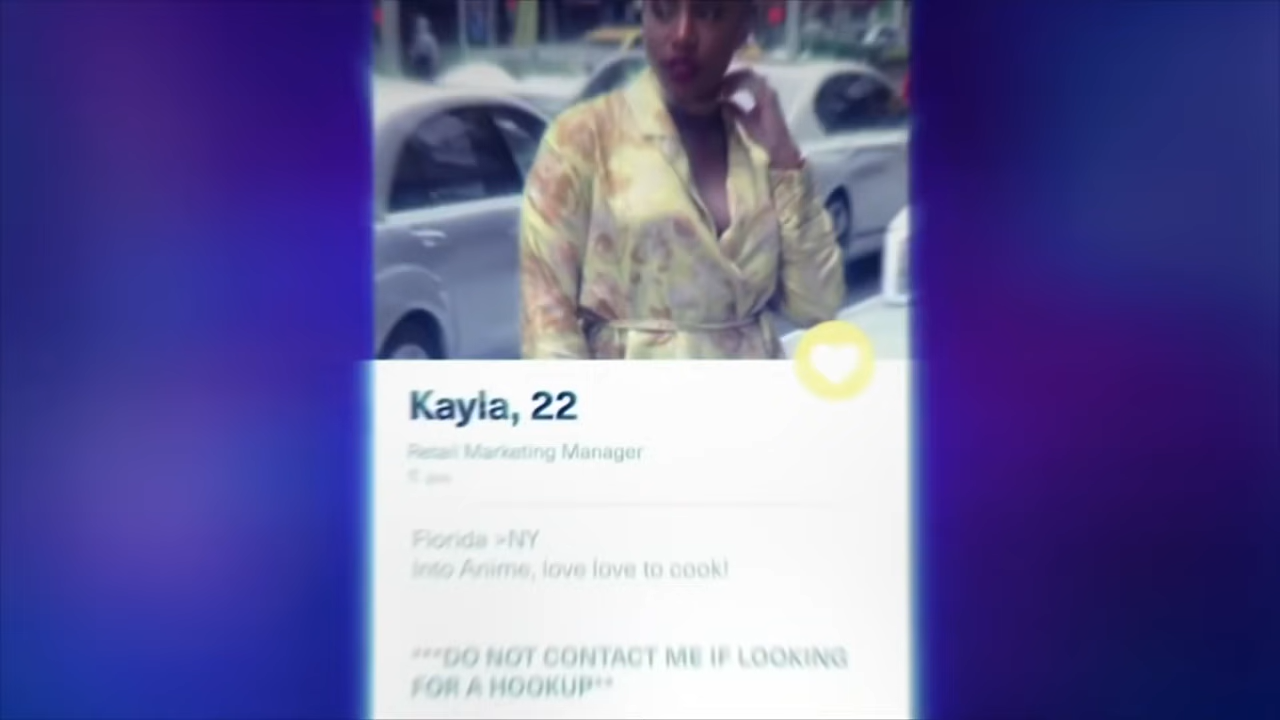 Kayla, 22
Retail Marketing Manager
Florida >NY
into Anime, love love to cook!
***DO NOT CONTACT ME IF LOOKING
FOR A HOOKUP**